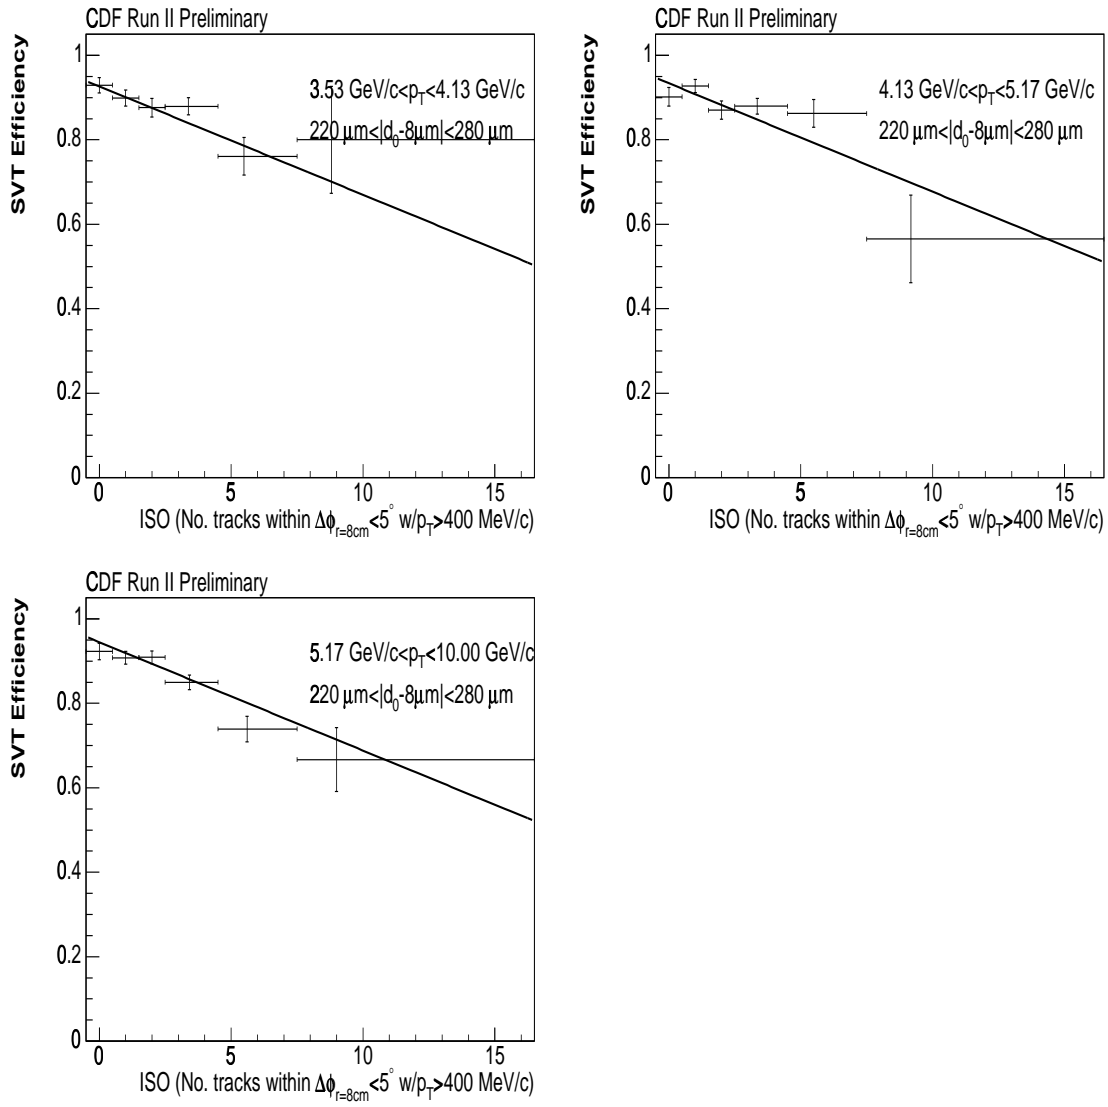 CDF Run II Preliminary
SVT Efficiency
1
0.8
0.6
0.4
0.2
0
3.53 GeV/c<p_T<4.13 GeV/c
220 μm<|d_0-8μm|<280 μm
0 5 10 15
ISO (No. tracks within Δϕ_r=8cm<5° w/p_T>400 MeV/c)
CDF Run II Preliminary
SVT Efficiency
1
0.8
0.6
0.4
0.2
0
4.13 GeV/c<p_T<5.17 GeV/c
220 μm<|d_0-8μm|<280 μm
0 5 10 15
ISO (No. tracks within Δϕ_r=8cm<5° w/p_T>400 MeV/c)
CDF Run II Preliminary
SVT Efficiency
1
0.8
0.6
0.4
0.2
0
5.17 GeV/c<p_T<10.00 GeV/c
220 μm<|d_0-8μm|<280 μm
0 5 10 15
ISO (No. tracks within Δϕ_r=8cm<5° w/p_T>400 MeV/c)